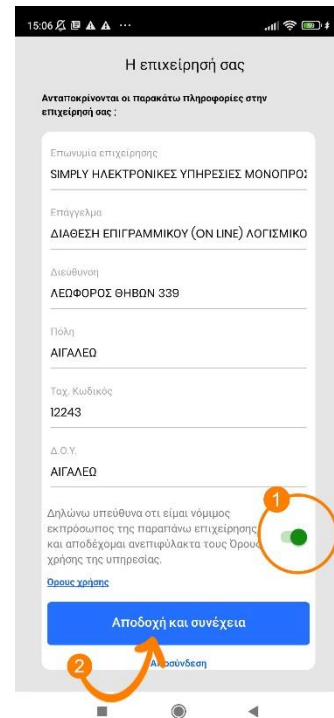 15:06
Η επιχείρησή σας
Ανταποκρίνονται οι παρακάτω πληροφορίες στην
επιχείρησή σας ;
Επωνυμία επιχείρησης
SIMPLY ΗΛΕΚΤΡΟΝΙΚΕΣ ΥΠΗΡΕΣΙΕΣ ΜΟΝΟΠΡΟΣ
Επάγγελμα
ΔΙΑΘΕΣΗ ΕΠΙΓΡΑΜΜΙΚΟΥ (ON LINE) ΛΟΓΙΣΜΙΚΟ
Διεύθυνση
ΛΕΩΦΟΡΟΣ ΘΗΒΩΝ 339
Πόλη
ΑΙΓΑΛΕΩ
Ταχ. Κωδικός
12243
Δ.Ο.Υ.
ΑΙΓΑΛΕΩ
1
Δηλώνω υπεύθυνα οτι είμαι νόμιμος
εκπρόσωπος της παραπάνω επιχείρησης
και αποδέχομαι ανεπιφύλακτα τους Όρους
χρήσης της υπηρεσίας.
Όρους χρήσης
Αποδοχή και συνέχεια
2
Αποσύνδεση